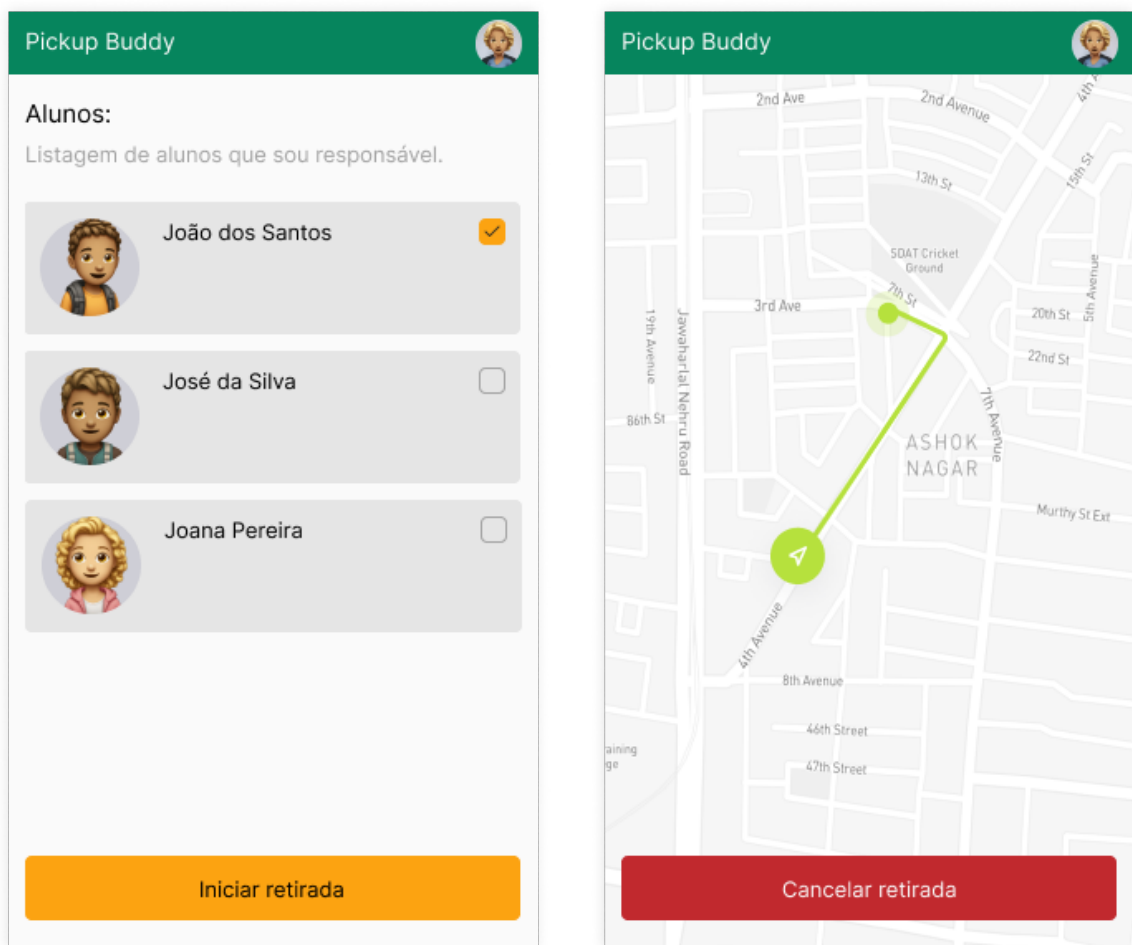 Pickup Buddy
Alunos:
Listagem de alunos que sou responsável.
João dos Santos
José da Silva
Joana Pereira
Iniciar retirada
Pickup Buddy
2nd Ave
2nd Avenue
4th
15th St
13th St
SDAT Cricket
Ground
7th St
5th Avenue
3rd Ave
20th St
19th Avenue
Jawaharlal Nehru Road
22nd St
7th Avenue
86th St
ASHOK
NAGAR
Murthy St Ext
4th Avenue
8th Avenue
46th Street
aining
ge
47th Street
Cancelar retirada